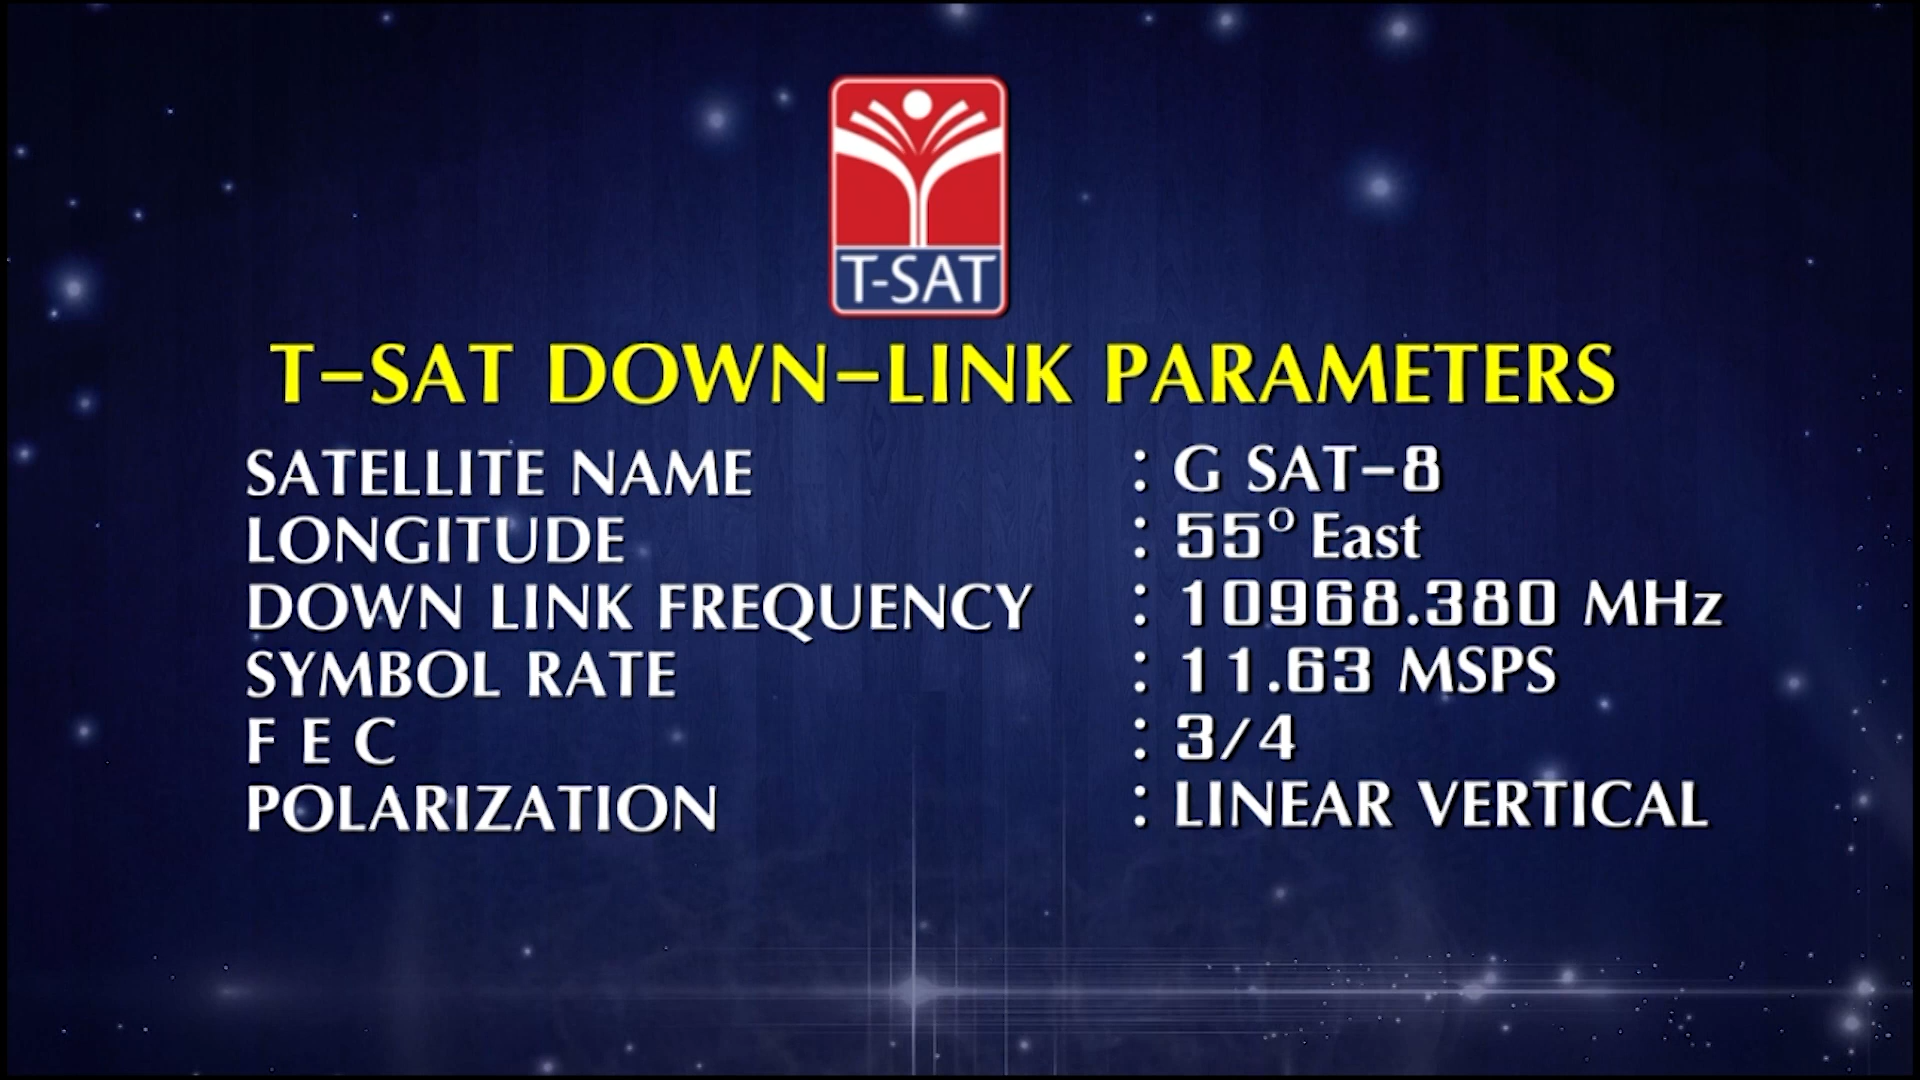 T-SAT
T-SAT DOWN-LINK PARAMETERS
SATELLITE NAME : G SAT-8
LONGITUDE : 55° East
DOWN LINK FREQUENCY : 10968.380 MHz
SYMBOL RATE : 11.63 MSPS
F E C : 3/4
POLARIZATION : LINEAR VERTICAL